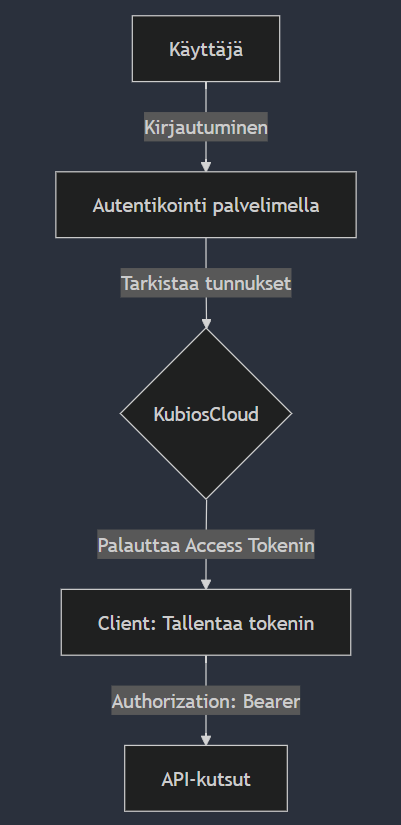 Käyttäjä
Kirjautuminen
Autentikointi palvelimella
Tarkistaa tunnukset
KubiosCloud
Palauttaa Access Tokenin
Client: Tallentaa tokenin
Authorization: Bearer
API-kutsut